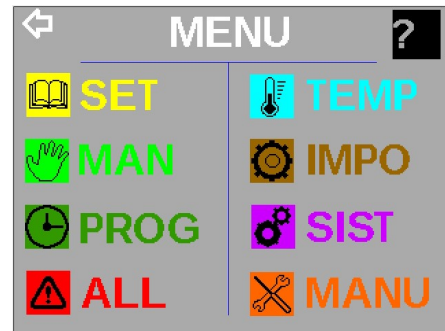 MENU ?
SET TEMP
MAN IMPO
PROG SIST
ALL MANU